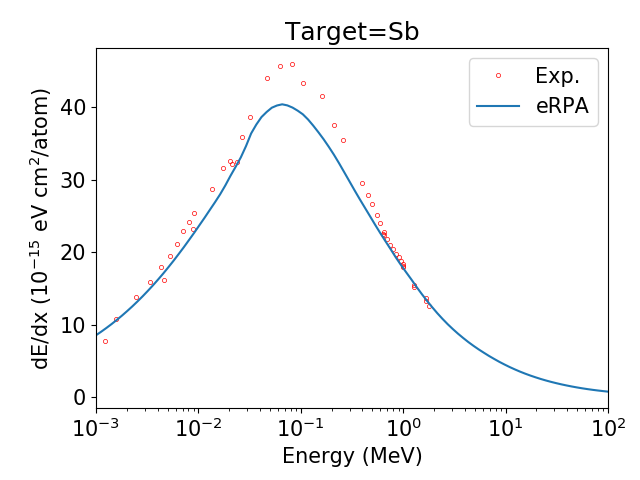 Target=Sb
Exp.
eRPA
dE/dx (10⁻¹⁵ eV cm²/atom)
40
30
20
10
0
10⁻³ 10⁻² 10⁻¹ 10⁰ 10¹ 10²
Energy (MeV)